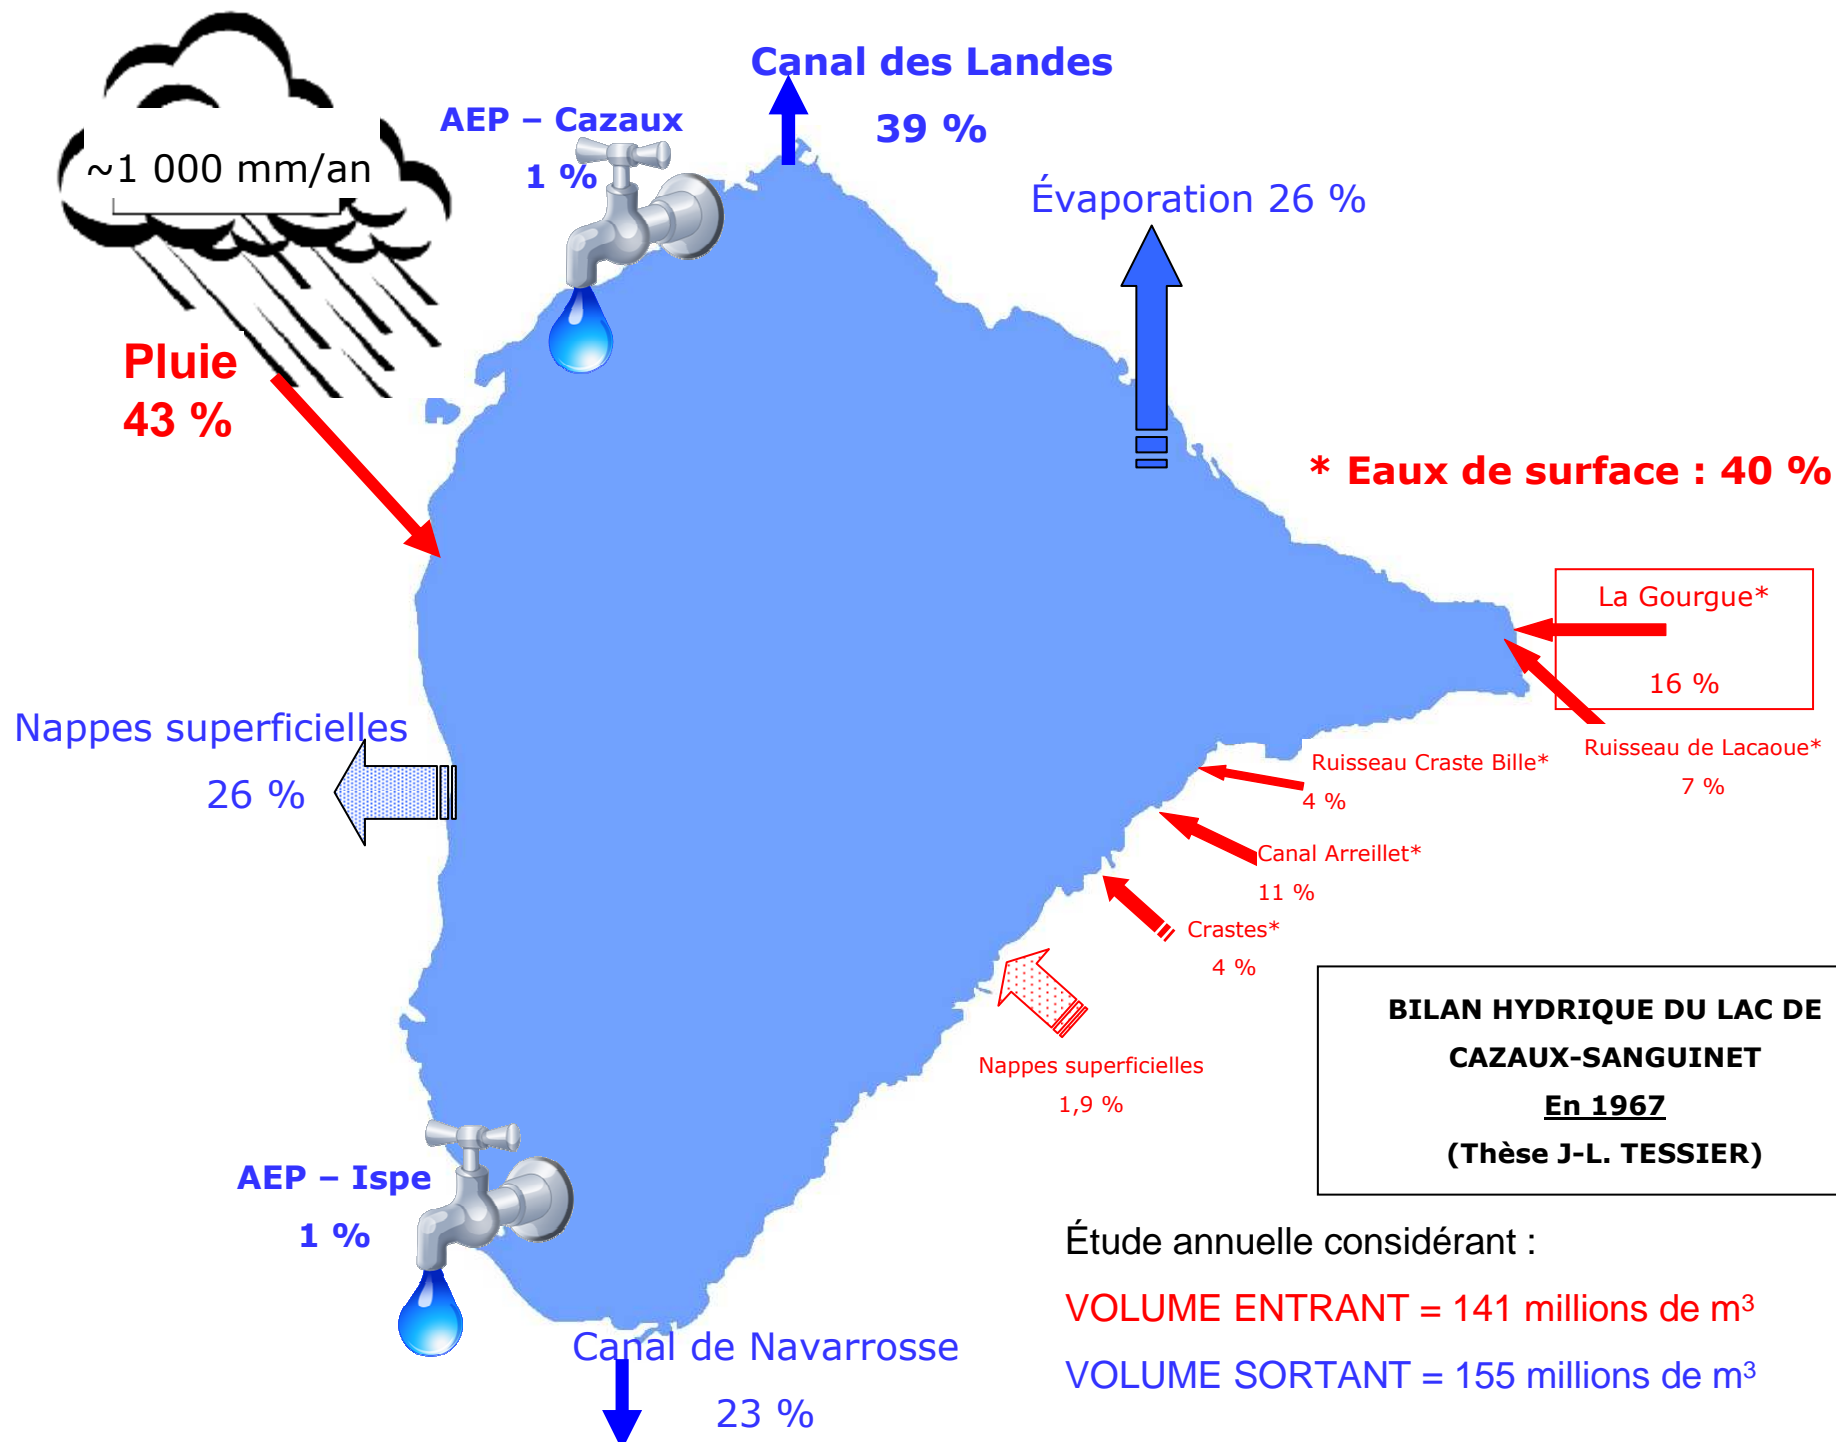 Canal des Landes
39 %
AEP – Cazaux
1 %
~1 000 mm/an
Évaporation 26 %
Pluie
43 %
* Eaux de surface : 40 %
La Gourgue*
16 %
Nappes superficielles
26 %
Ruisseau de Lacaoue*
7 %
Ruisseau Craste Bille*
4 %
Canal Arreillet*
11 %
Crastes*
4 %
Nappes superficielles
1,9 %
BILAN HYDRIQUE DU LAC DE
CAZAUX-SANGUINET
En 1967
(Thèse J-L. TESSIER)
AEP – Ispe
1 %
Étude annuelle considérant :
VOLUME ENTRANT = 141 millions de m³
VOLUME SORTANT = 155 millions de m³
Canal de Navarrosse
23 %